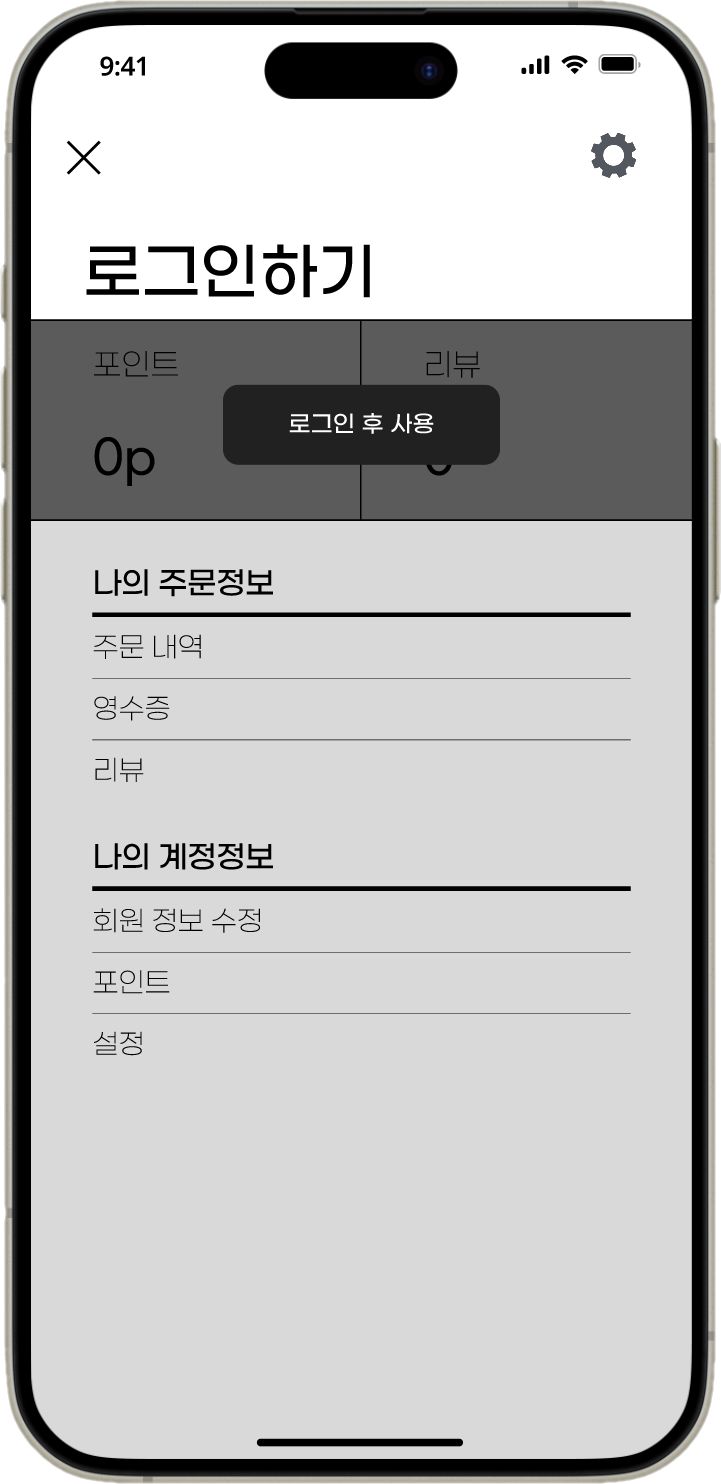 9:41
로그인하기
포인트
리뷰
로그인 후 사용
0p
0
나의 주문정보
주문 내역
영수증
리뷰
나의 계정정보
회원 정보 수정
포인트
설정